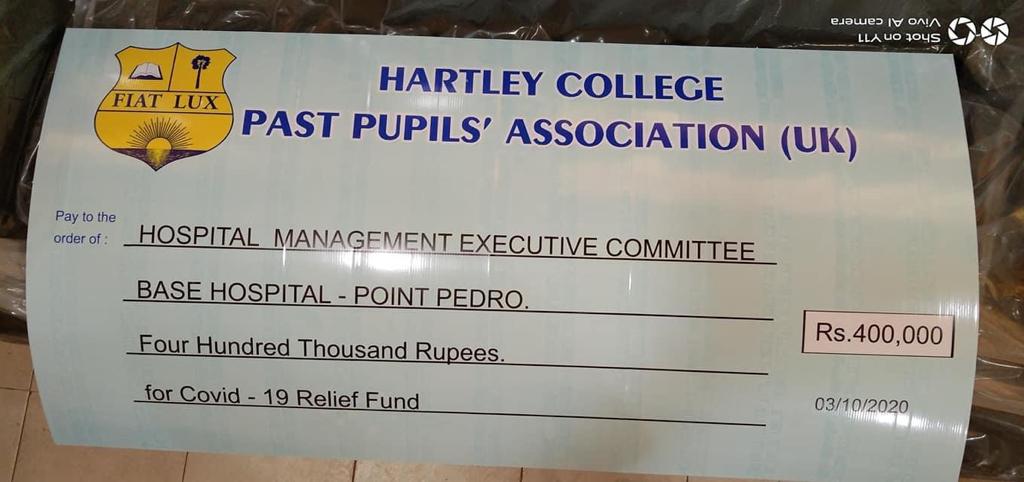 Shot on Y11
Vivo AI camera
FIAT LUX
HARTLEY COLLEGE
PAST PUPILS' ASSOCIATION (UK)
Pay to the
order of :
HOSPITAL MANAGEMENT EXECUTIVE COMMITTEE
BASE HOSPITAL - POINT PEDRO.
Four Hundred Thousand Rupees.
Rs.400,000
for Covid - 19 Relief Fund
03/10/2020